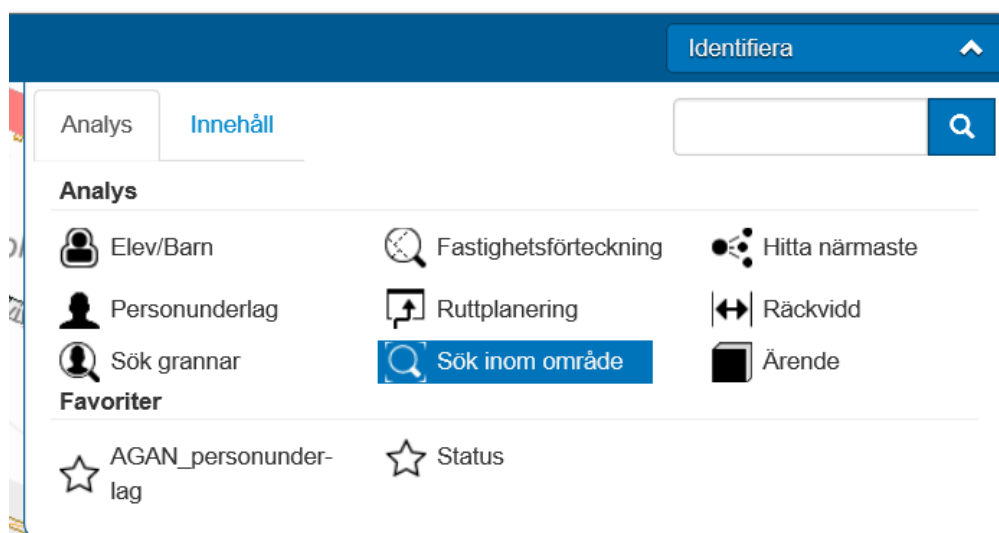 Identifiera
Analys Innehåll
Analys
Elev/Barn Fastighetsförteckning Hitta närmaste
Personunderlag Ruttplanering Räckvidd
Sök grannar Sök inom område Ärende
Favoriter
AGAN_personunder-
lag
Status